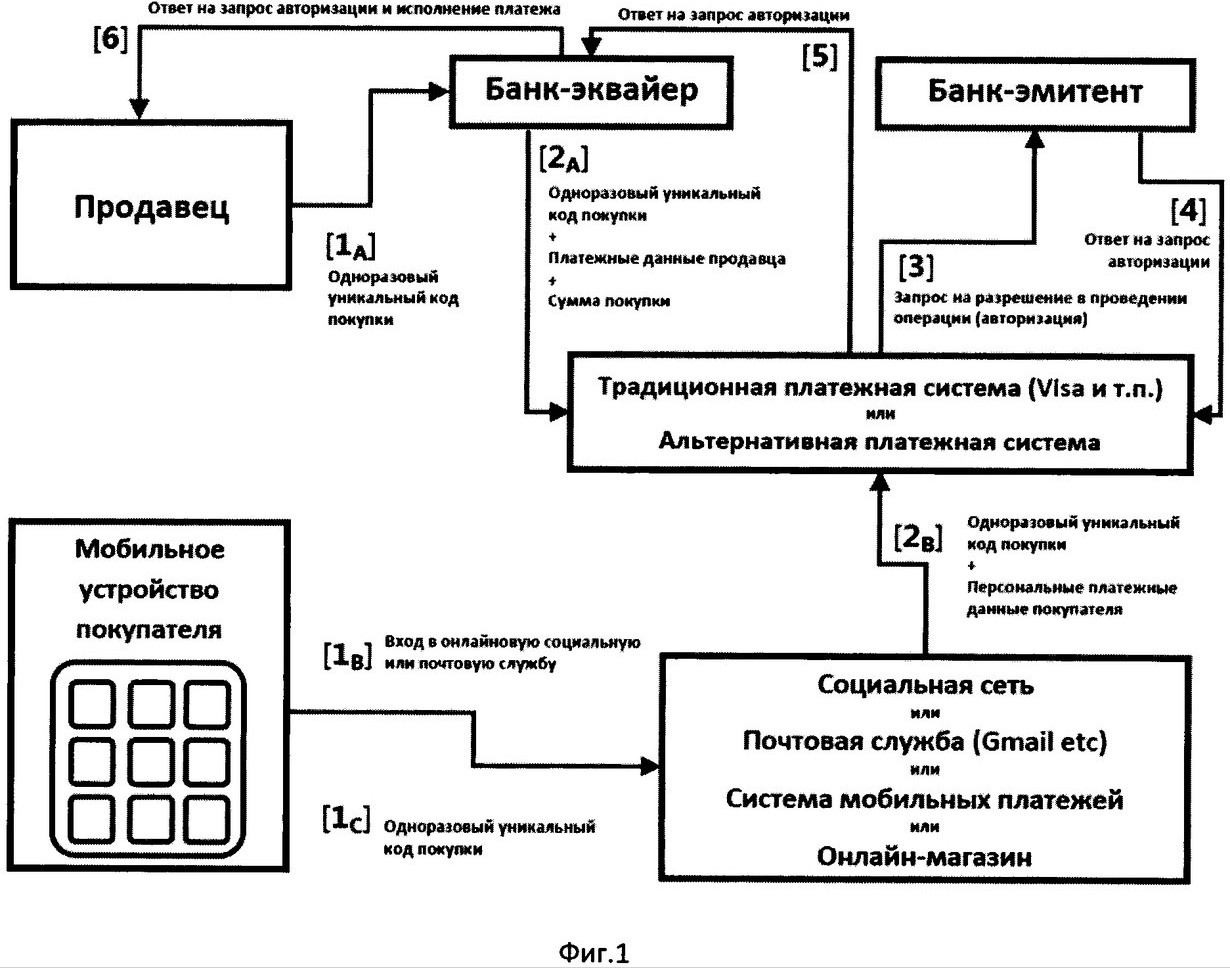 Ответ на запрос авторизации и исполнение платежа
Ответ на запрос авторизации
[6]
[5]
Банк-эквайер
Банк-эмитент
Продавец
[1A]
Одноразовый
уникальный код
покупки
[2A]
Одноразовый уникальный
код покупки
+
Платежные данные продавца
+
Сумма покупки
[3]
Запрос на разрешение в проведении
операции (авторизация)
[4]
Ответ на запрос
авторизации
Традиционная платежная система (Visa и т.п.)
или
Альтернативная платежная система
[2B]
Одноразовый уникальный
код покупки
+
Персональные платежные
данные покупателя
Мобильное
устройство
покупателя
[1B]
Вход в онлайновую социальную
или почтовую службу
[1C]
Одноразовый уникальный
код покупки
Социальная сеть
или
Почтовая служба (Gmail etc)
или
Система мобильных платежей
или
Онлайн-магазин
Фиг.1